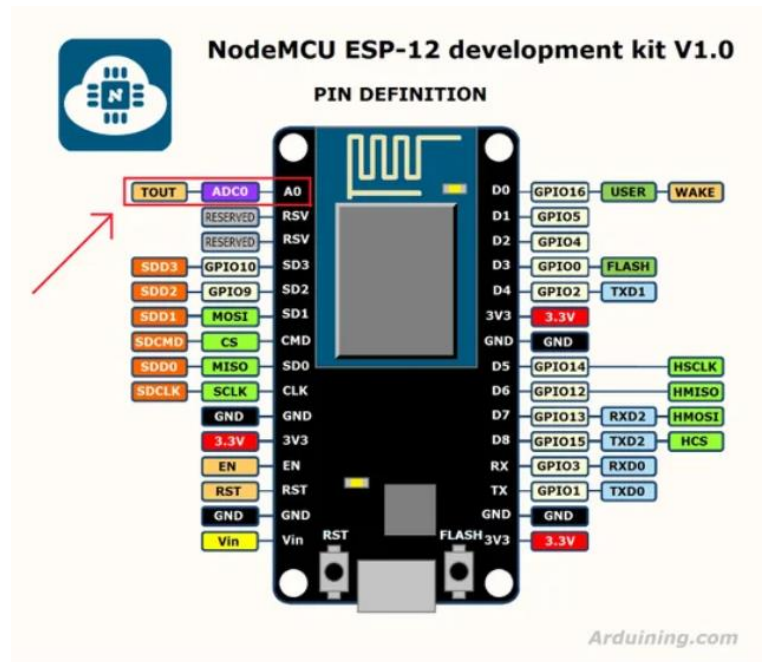 NodeMCU ESP-12 development kit V1.0
PIN DEFINITION
TOUT ADC0 A0 D0 GPIO16 USER WAKE
RESERVED RSV D1 GPIO5
RESERVED RSV D2 GPIO4
SDD3 GPIO10 SD3 D3 GPIO0 FLASH
SDD2 GPIO9 SD2 D4 GPIO2 TXD1
SDD1 MOSI SD1 3V3 3.3V
SDCMD CS CMD GND GND
SDD0 MISO SD0 D5 GPIO14 HSCLK
SDCLK SCLK CLK D6 GPIO12 HMISO
GND GND D7 GPIO13 RXD2 HMOSI
3.3V 3V3 D8 GPIO15 TXD2 HCS
EN EN RX GPIO3 RXD0
RST RST TX GPIO1 TXD0
GND GND GND GND
Vin Vin RST FLASH 3V3 3.3V
Arduining.com